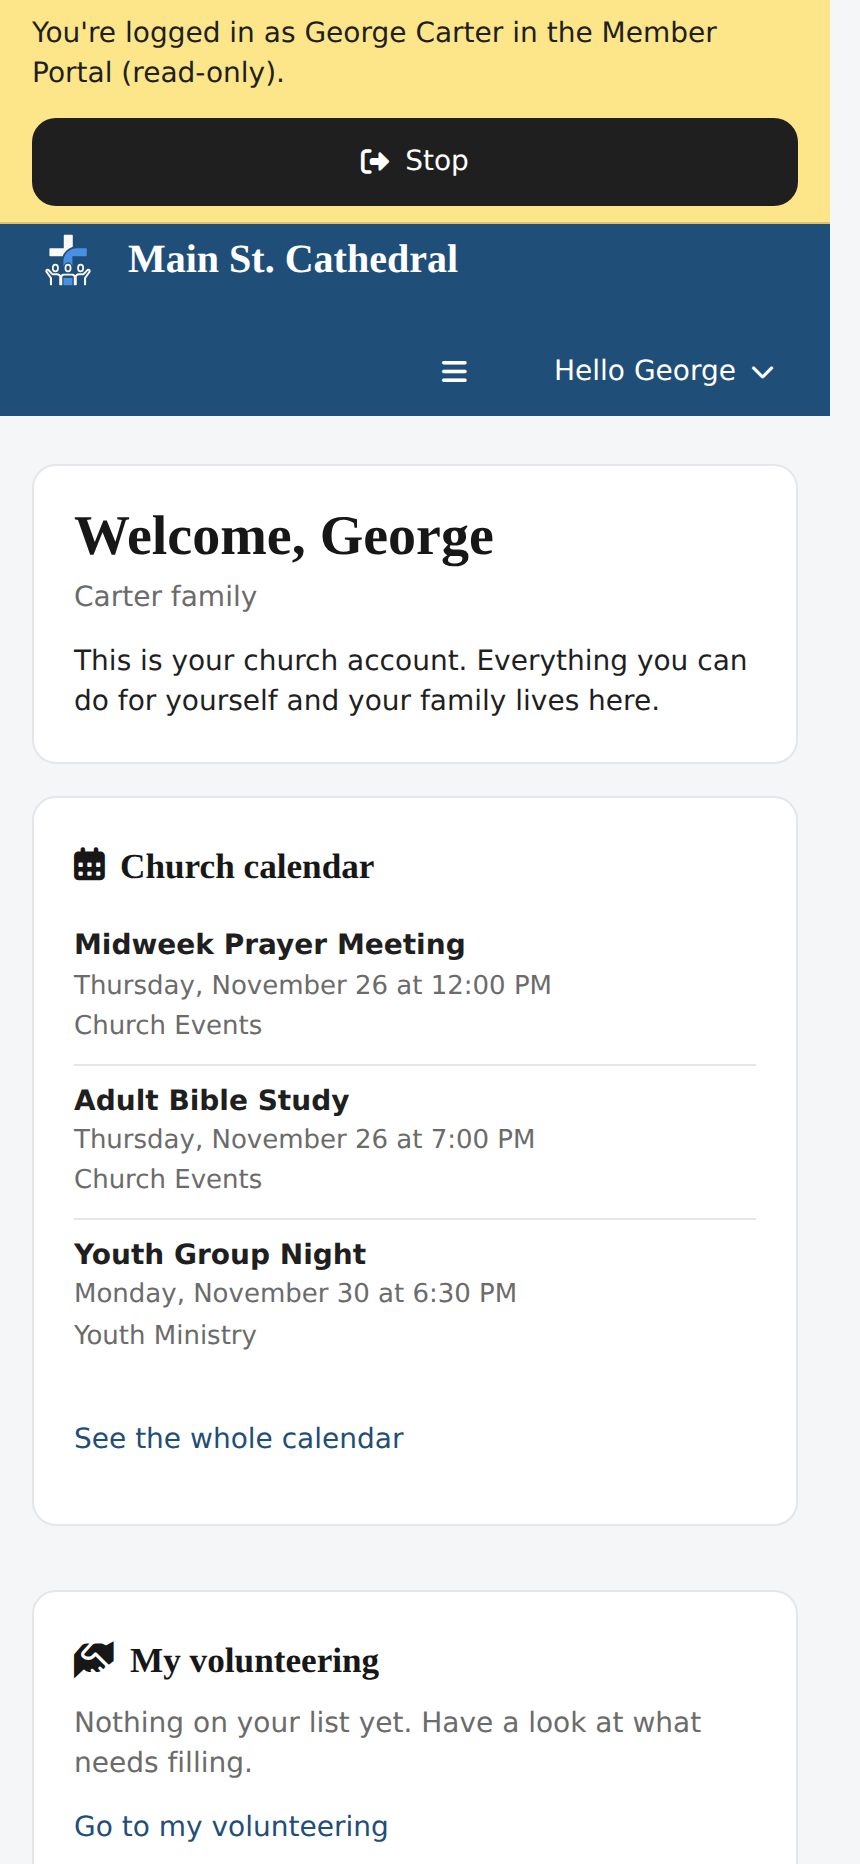 You're logged in as George Carter in the Member
Portal (read-only).
Stop
Main St. Cathedral
Hello George
Welcome, George
Carter family
This is your church account. Everything you can
do for yourself and your family lives here.
Church calendar
Midweek Prayer Meeting
Thursday, November 26 at 12:00 PM
Church Events
Adult Bible Study
Thursday, November 26 at 7:00 PM
Church Events
Youth Group Night
Monday, November 30 at 6:30 PM
Youth Ministry
See the whole calendar
My volunteering
Nothing on your list yet. Have a look at what
needs filling.
Go to my volunteering